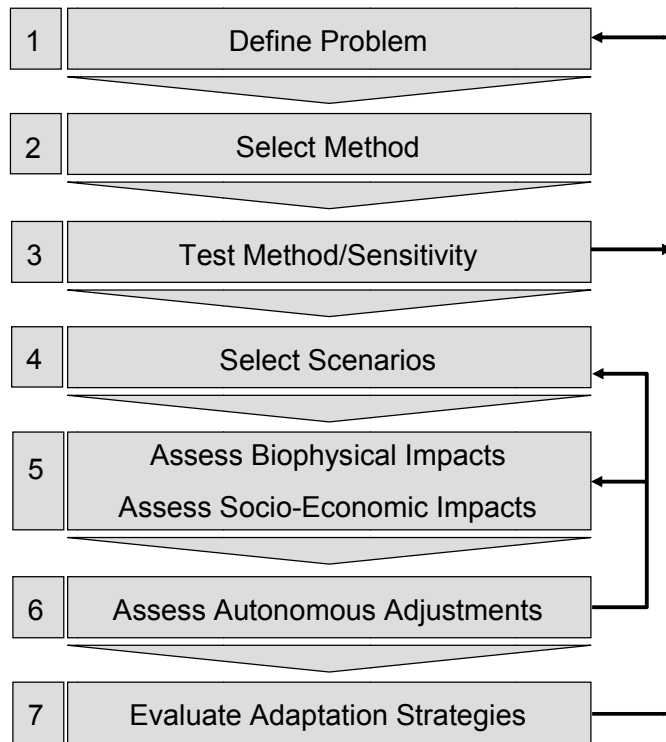 1 Define Problem
2 Select Method
3 Test Method/Sensitivity
4 Select Scenarios
5 Assess Biophysical Impacts
Assess Socio-Economic Impacts
6 Assess Autonomous Adjustments
7 Evaluate Adaptation Strategies